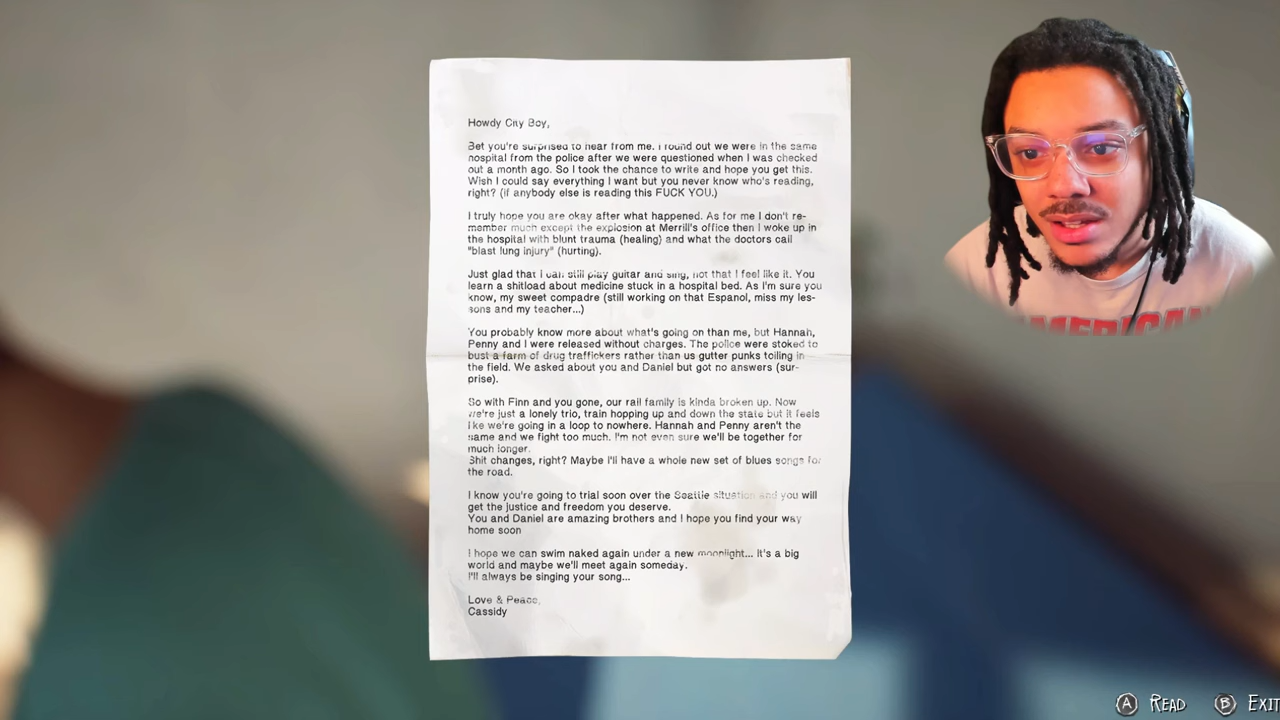 Howdy City Boy,
Bet you're surprised to hear from me. I found out we were in the same
hospital from the police after we were questioned when I was checked
out a month ago. So I took the chance to write and hope you get this.
Wish I could say everything I want but you never know who's reading,
right? (if anybody else is reading this FUCK YOU.)
I truly hope you are okay after what happened. As for me I don't re-
member much except the explosion at Merrill's office then I woke up in
the hospital with blunt trauma (healing) and what the doctors call
"blast lung injury" (hurting).
Just glad that I can still play guitar and sing, not that I feel like it. You
learn a shitload about medicine stuck in a hospital bed. As I'm sure you
know, my sweet compadre (still working on that Espanol, miss my les-
sons and my teacher...)
You probably know more about what's going on than me, but Hannah,
Penny and I were released without charges. The police were stoked to
bust a farm of drug traffickers rather than us gutter punks toiling in
the field. We asked about you and Daniel but got no answers (sur-
prise).
So with Finn and you gone, our rail family is kinda broken up. Now
we're just a lonely trio, train hopping up and down the state but it feels
like we're going in a loop to nowhere. Hannah and Penny aren't the
same and we fight too much. I'm not even sure we'll be together for
much longer.
Shit changes, right? Maybe I'll have a whole new set of blues songs for
the road.
I know you're going to trial soon over the Seattle situation and you will
get the justice and freedom you deserve.
You and Daniel are amazing brothers and I hope you find your way
home soon
I hope we can swim naked again under a new moonlight... It's a big
world and maybe we'll meet again someday.
I'll always be singing your song...
Love & Peace,
Cassidy
AMERICAN
A READ B EXIT